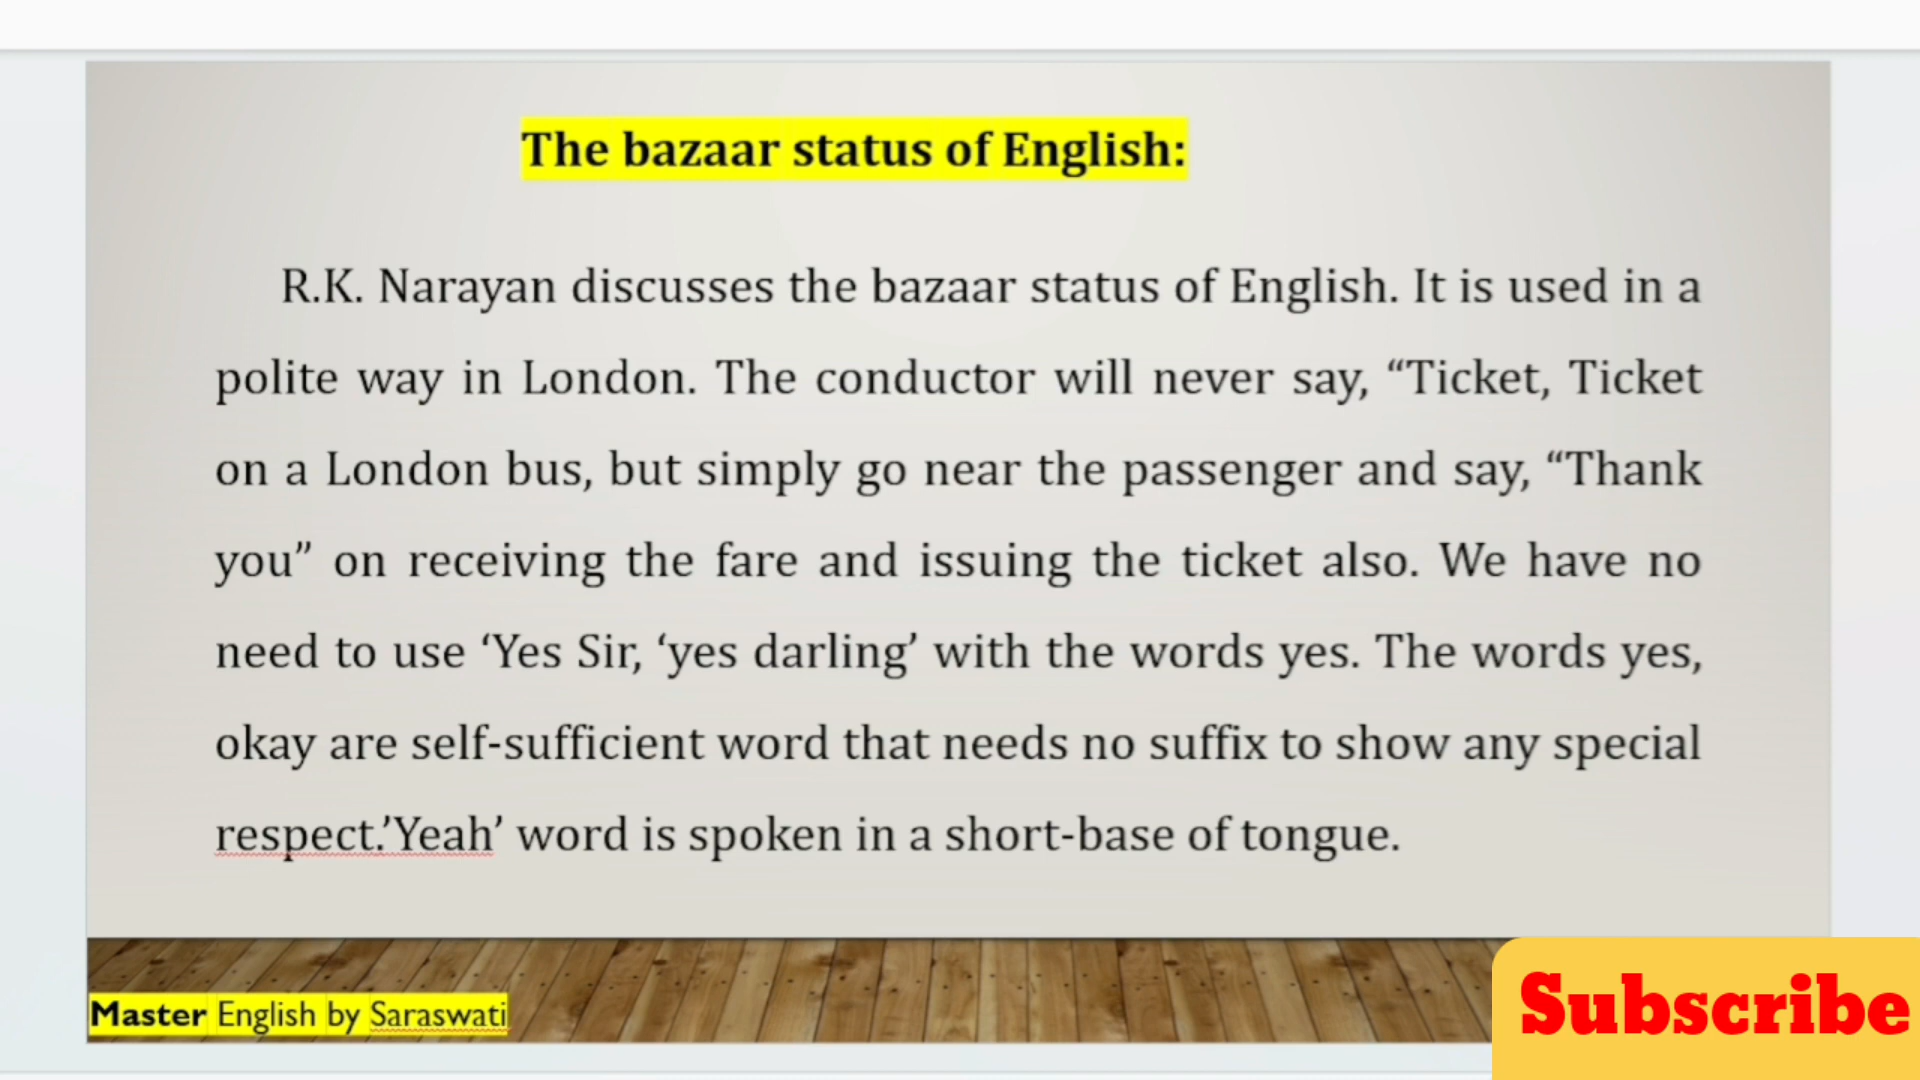 The bazaar status of English:
R.K. Narayan discusses the bazaar status of English. It is used in a
polite way in London. The conductor will never say, “Ticket, Ticket
on a London bus, but simply go near the passenger and say, “Thank
you” on receiving the fare and issuing the ticket also. We have no
need to use ‘Yes Sir, ‘yes darling’ with the words yes. The words yes,
okay are self-sufficient word that needs no suffix to show any special
respect.’Yeah’ word is spoken in a short-base of tongue.
Master English by Saraswati
Subscribe